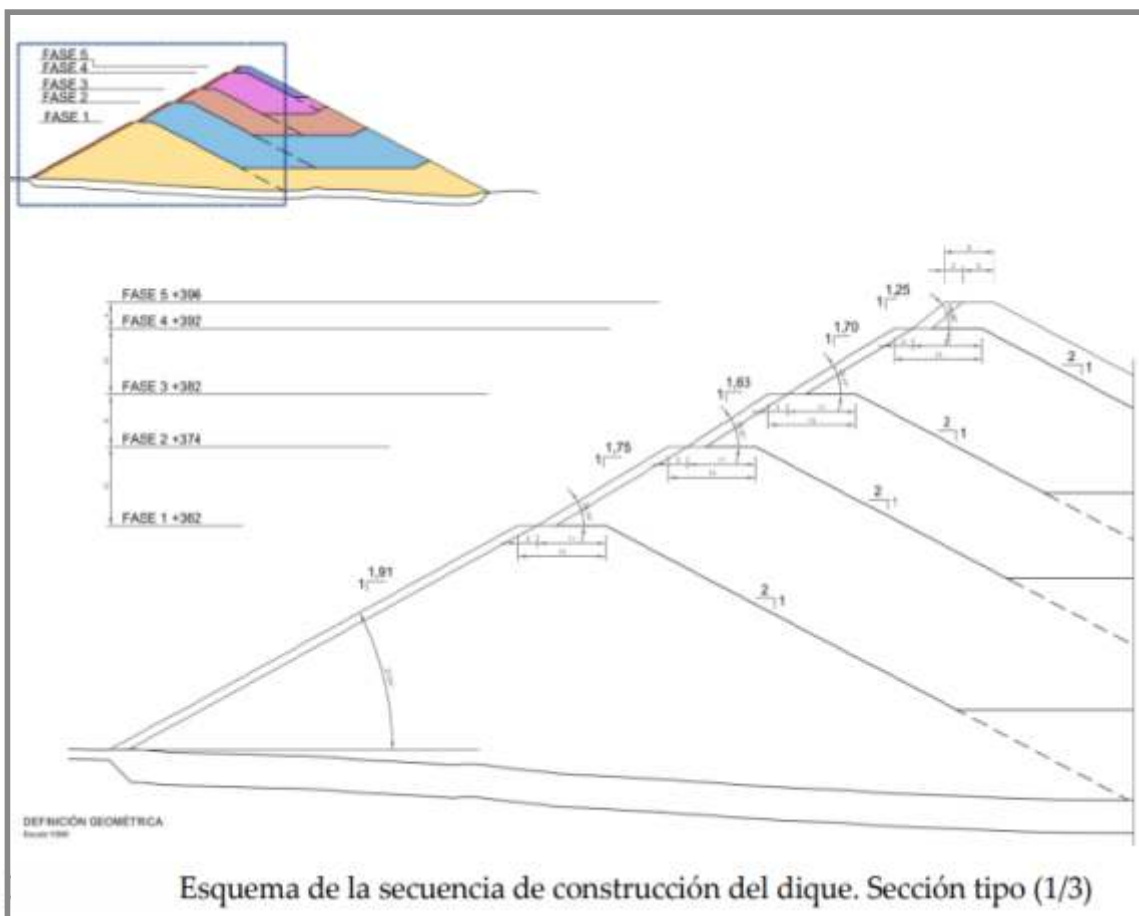 FASE 5
FASE 4
FASE 3
FASE 2
FASE 1
FASE 5 +396
1 1,25
FASE 4 +392
1 1,70
2 1
FASE 3 +382
1 1,63
2 1
FASE 2 +374
1 1,75
2 1
FASE 1 +362
1 1,91
2 1
DEFINICIÓN GEOMÉTRICA
Esquema de la secuencia de construcción del dique. Sección tipo (1/3)